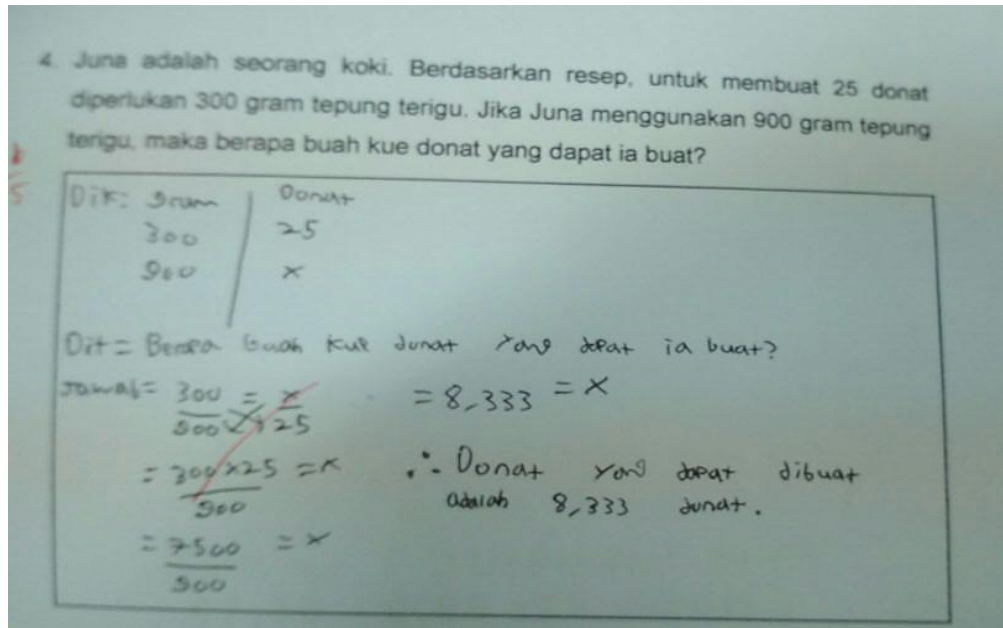 4. Juna adalah seorang koki. Berdasarkan resep, untuk membuat 25 donat
diperlukan 300 gram tepung terigu. Jika Juna menggunakan 900 gram tepung
terigu, maka berapa buah kue donat yang dapat ia buat?
5
Dik: gram | Donat
300 | 25
900 | x
Dit = Berapa buah kue donat yang dapat ia buat?
Jawab = 300/900 = x/25
= 300x25/900 = x
= 7500/900 = x
= 8,333 = x
∴ Donat yang dapat dibuat
adalah 8,333 donat.